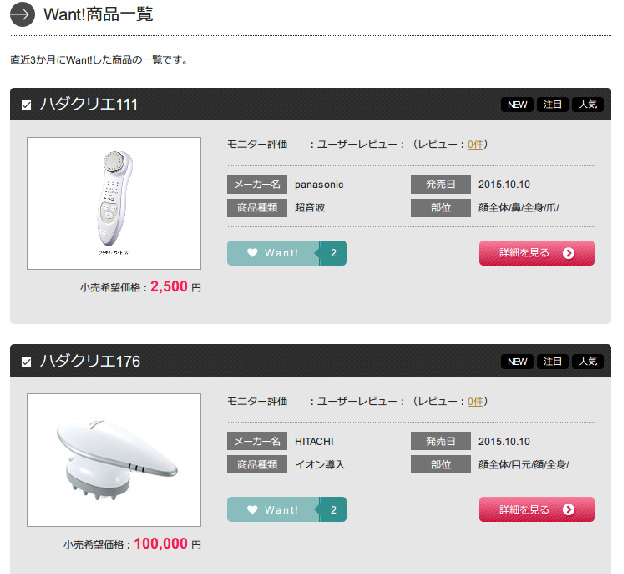 Want!商品一覧
直近3か月にWant!した商品の一覧です。
ハダクリエ111
NEW 注目 人気
モニター評価 : ユーザーレビュー : (レビュー : 0件)
メーカー名 panasonic 発売日 2015.10.10
商品種類 超音波 部位 顔全体/鼻/全身/爪/
Want! 2 詳細を見る
小売希望価格 : 2,500 円
ハダクリエ176
NEW 注目 人気
モニター評価 : ユーザーレビュー : (レビュー : 0件)
メーカー名 HITACHI 発売日 2015.10.10
商品種類 イオン導入 部位 顔全体/目元/顔/全身/
Want! 2 詳細を見る
小売希望価格 : 100,000 円